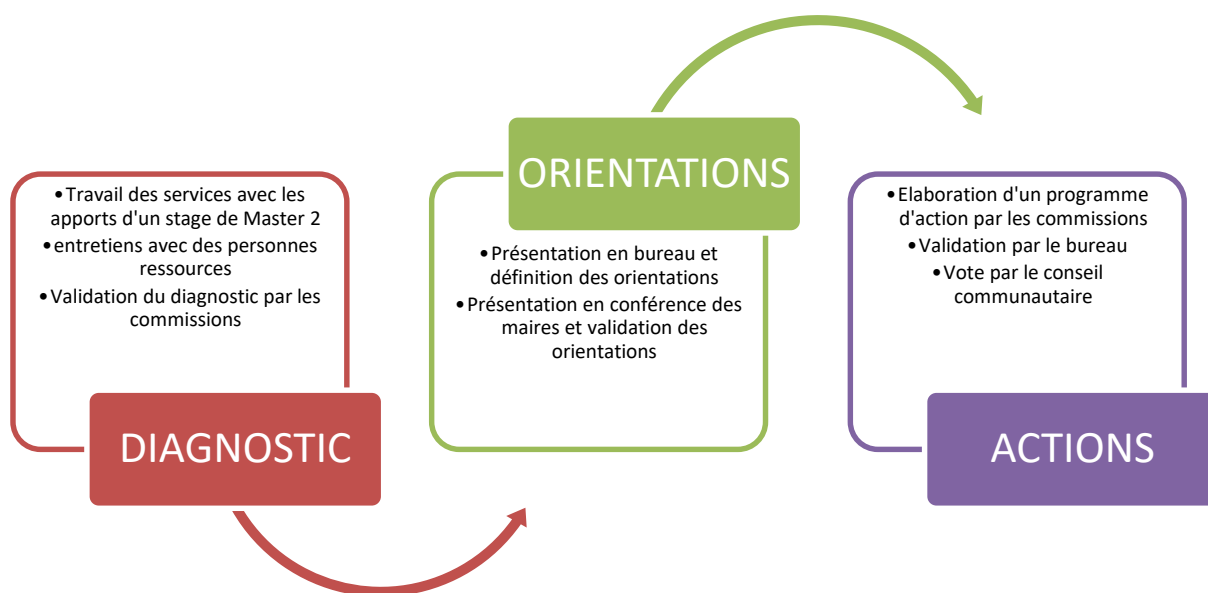 •Travail des services avec les
apports d'un stage de Master 2
•entretiens avec des personnes
ressources
•Validation du diagnostic par les
commissions
DIAGNOSTIC
ORIENTATIONS
•Présentation en bureau et
définition des orientations
•Présentation en conférence des
maires et validation des
orientations
•Elaboration d'un programme
d'action par les commissions
•Validation par le bureau
•Vote par le conseil
communautaire
ACTIONS